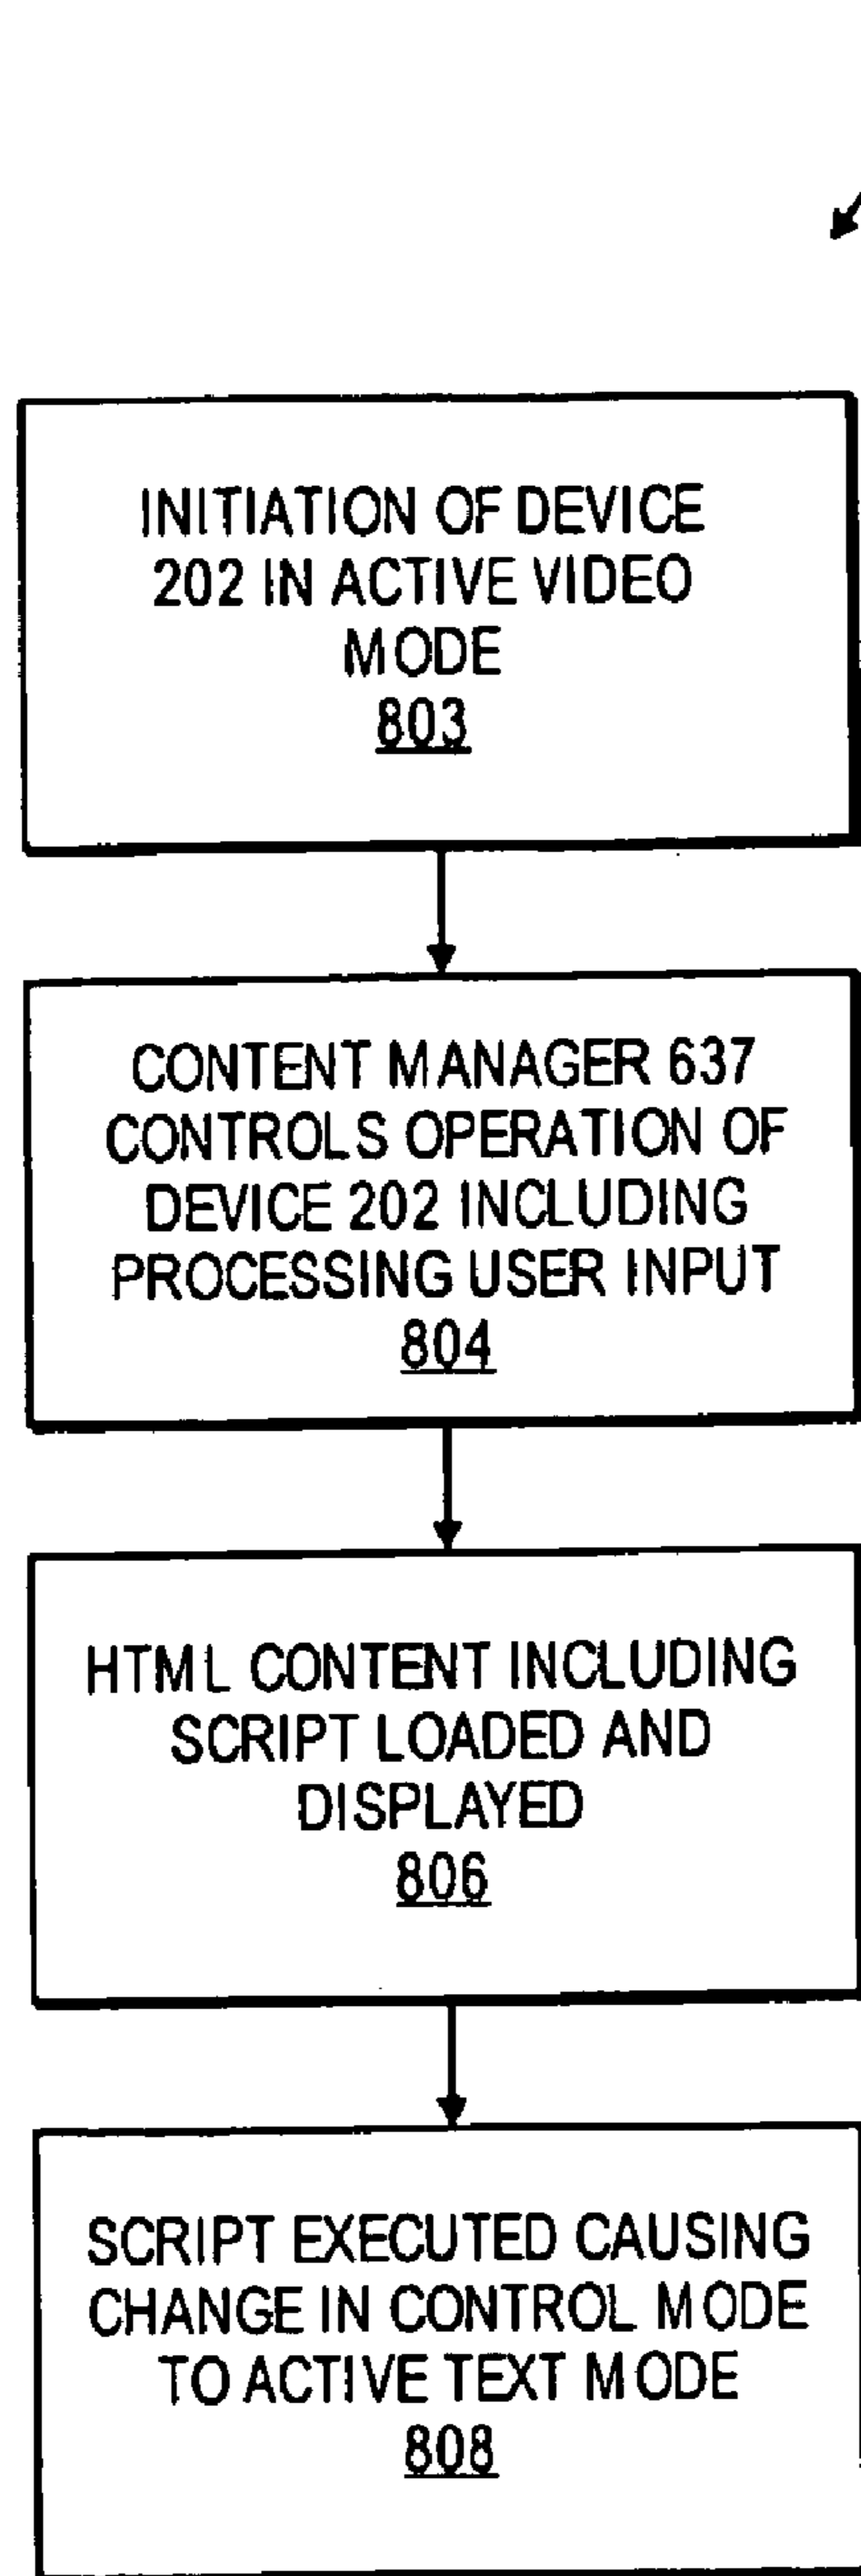 INITIATION OF DEVICE
202 IN ACTIVE VIDEO
MODE
803
CONTENT MANAGER 637
CONTROLS OPERATION OF
DEVICE 202 INCLUDING
PROCESSING USER INPUT
804
HTML CONTENT INCLUDING
SCRIPT LOADED AND
DISPLAYED
806
SCRIPT EXECUTED CAUSING
CHANGE IN CONTROL MODE
TO ACTIVE TEXT MODE
808